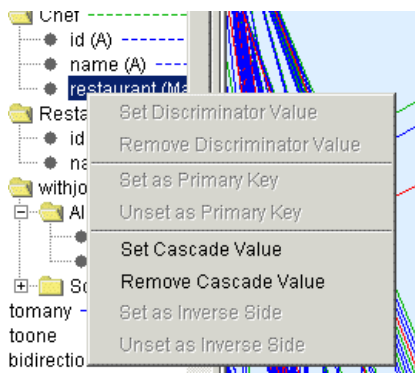 Chef
id (A)
name (A)
restaurant (Ma
Resta
Set Discriminator Value
Remove Discriminator Value
id
na
Set as Primary Key
withjo
Unset as Primary Key
Al
Set Cascade Value
Remove Cascade Value
So
tomany
Set as Inverse Side
toone
Unset as Inverse Side
bidirectio